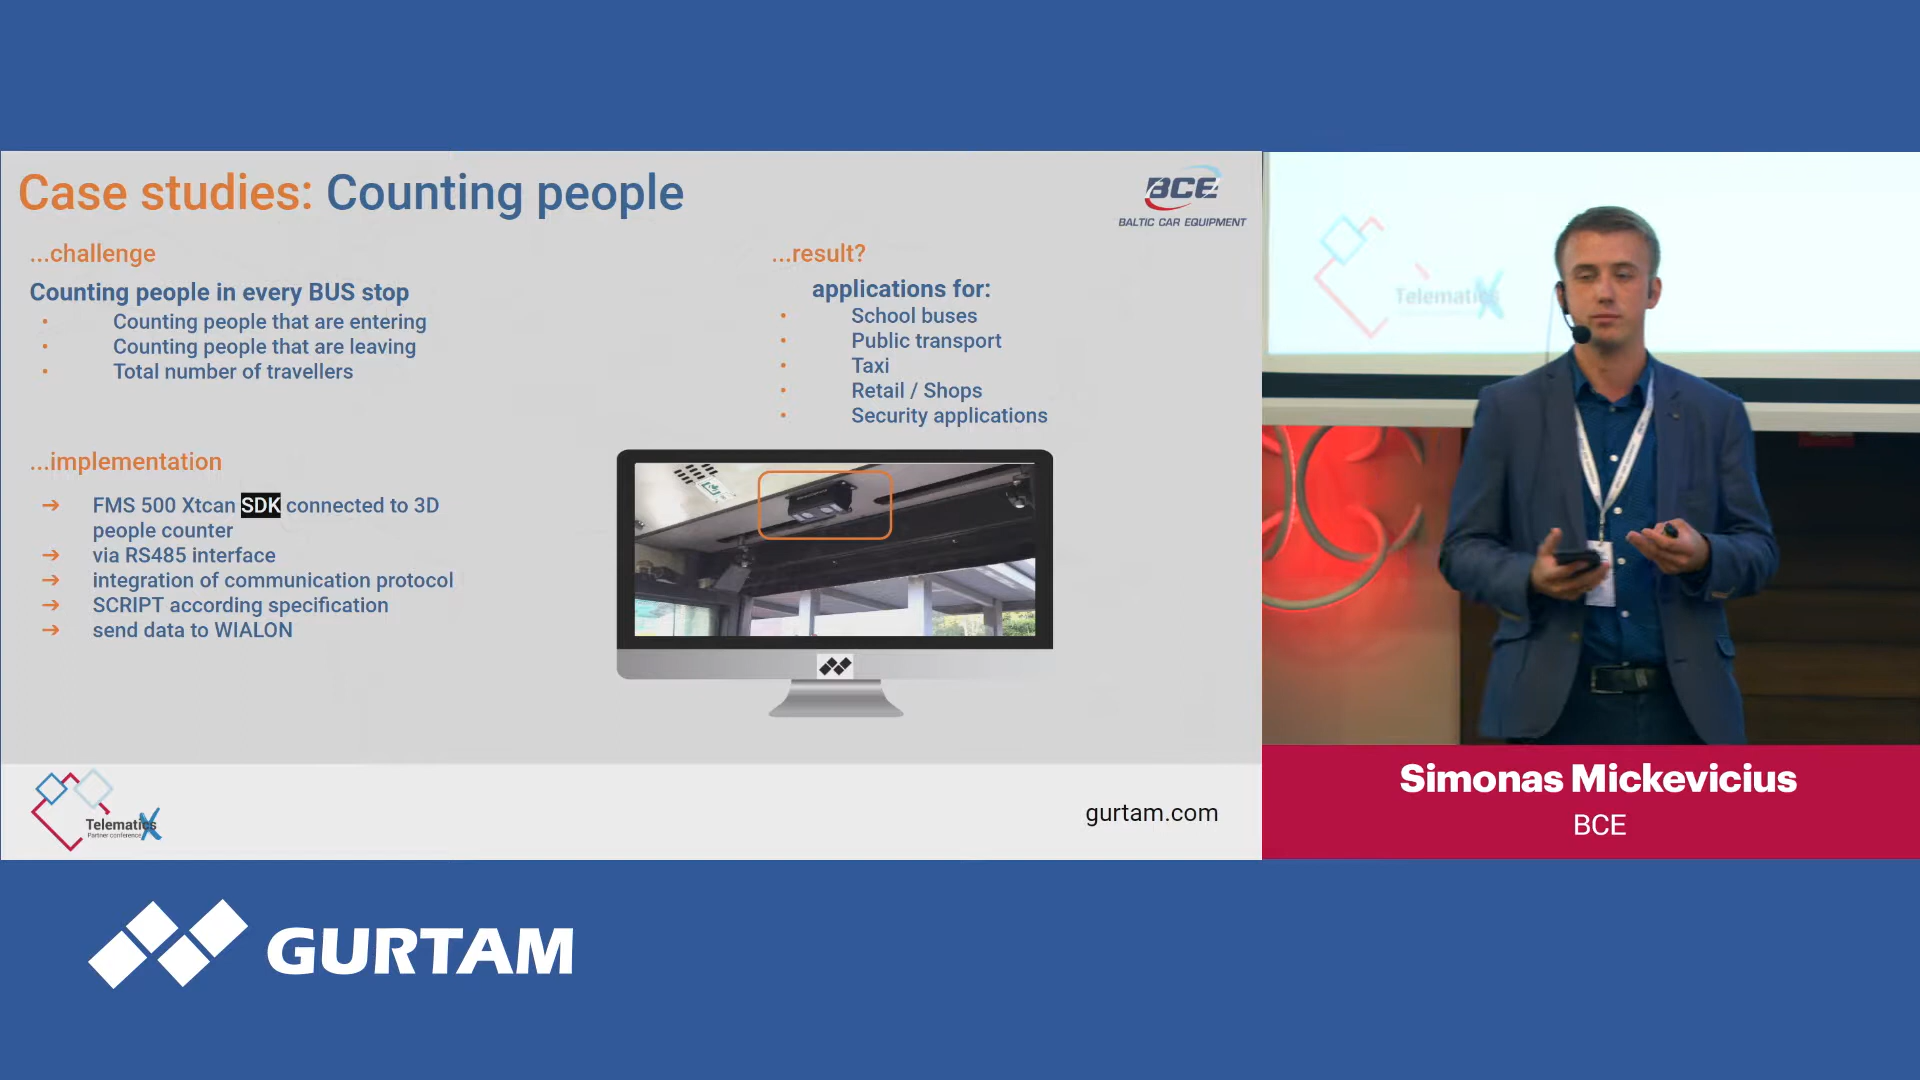 Case studies: Counting people
BCE
BALTIC CAR EQUIPMENT
...challenge
Counting people in every BUS stop
• Counting people that are entering
• Counting people that are leaving
• Total number of travellers
...result?
applications for:
• School buses
• Public transport
• Taxi
• Retail / Shops
• Security applications
...implementation
→ FMS 500 Xtcan SDK connected to 3D
people counter
→ via RS485 interface
→ integration of communication protocol
→ SCRIPT according specification
→ send data to WIALON
Telematics X
Partner conference
gurtam.com
Telematics X
Simonas Mickevicius
BCE
GURTAM